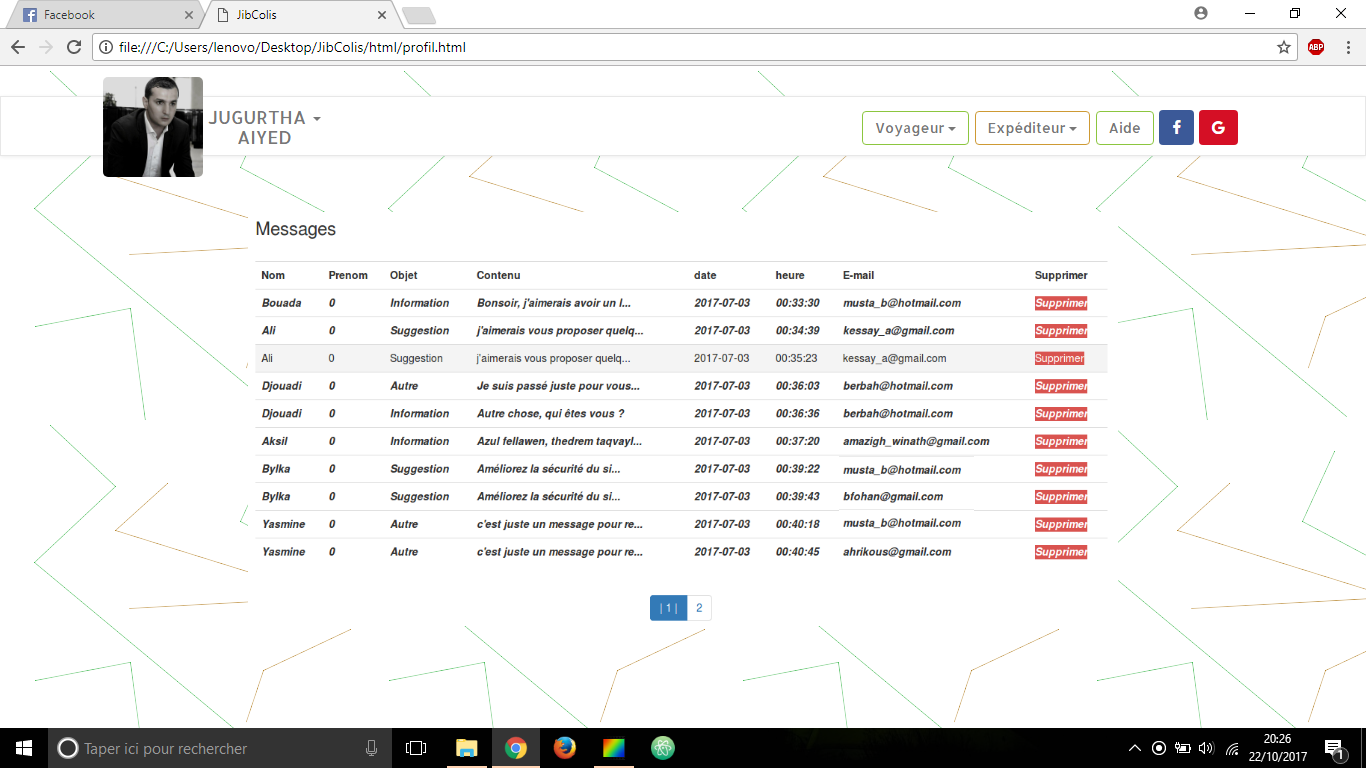 Facebook
JibColis
file:///C:/Users/lenovo/Desktop/JibColis/html/profil.html
ABP
JUGURTHA
AIYED
Voyageur
Expéditeur
Aide
f
G
Messages
Nom Prenom Objet Contenu date heure E-mail Supprimer
Bouada 0 Information Bonsoir, j'aimerais avoir un l... 2017-07-03 00:33:30 musta_b@hotmail.com Supprimer
Ali 0 Suggestion j'aimerais vous proposer quelq... 2017-07-03 00:34:39 kessay_a@gmail.com Supprimer
Ali 0 Suggestion j'aimerais vous proposer quelq... 2017-07-03 00:35:23 kessay_a@gmail.com Supprimer
Djouadi 0 Autre Je suis passé juste pour vous... 2017-07-03 00:36:03 berbah@hotmail.com Supprimer
Djouadi 0 Information Autre chose, qui êtes vous ? 2017-07-03 00:36:36 berbah@hotmail.com Supprimer
Aksil 0 Information Azul fellawen, thedrem taqvayl... 2017-07-03 00:37:20 amazigh_winath@gmail.com Supprimer
Bylka 0 Suggestion Améliorez la sécurité du si... 2017-07-03 00:39:22 musta_b@hotmail.com Supprimer
Bylka 0 Suggestion Améliorez la sécurité du si... 2017-07-03 00:39:43 bfohan@gmail.com Supprimer
Yasmine 0 Autre c'est juste un message pour re... 2017-07-03 00:40:18 musta_b@hotmail.com Supprimer
Yasmine 0 Autre c'est juste un message pour re... 2017-07-03 00:40:45 ahrikous@gmail.com Supprimer
| 1 | 2
Taper ici pour rechercher
20:26
22/10/2017
1